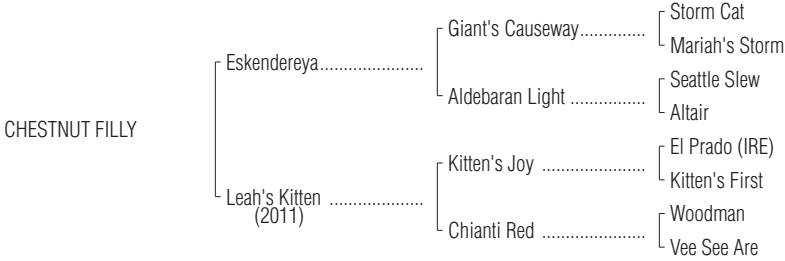 Storm Cat
Giant's Causeway..............
Mariah's Storm
Eskendereya......................
Seattle Slew
Aldebaran Light ................
Altair
CHESTNUT FILLY
El Prado (IRE)
Kitten's Joy ......................
Kitten's First
Leah's Kitten ....................
(2011)
Woodman
Chianti Red ......................
Vee See Are